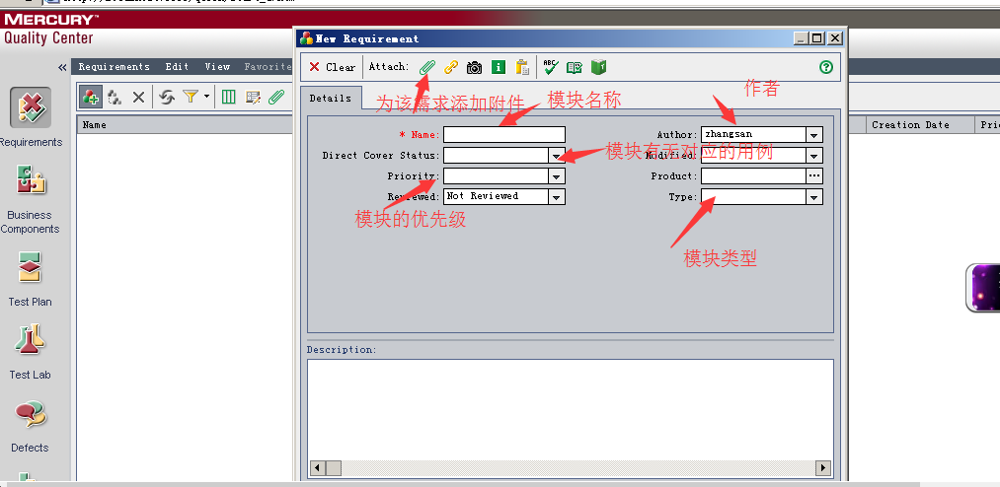 MERCURY™
Quality Center
«
Requirements Edit View Favorite
New Requirement
Clear
Attach:
ABC
为该需求添加附件
模块名称
作者
Details
Name
Creation Date
* Name:
Author: zhangsan
Direct Cover Status:
模块有无对应的用例
Priority:
Product:
Reviewed: Not Reviewed
Type:
模块的优先级
模块类型
Description:
Requirements
Business
Components
Test Plan
Test Lab
Defects